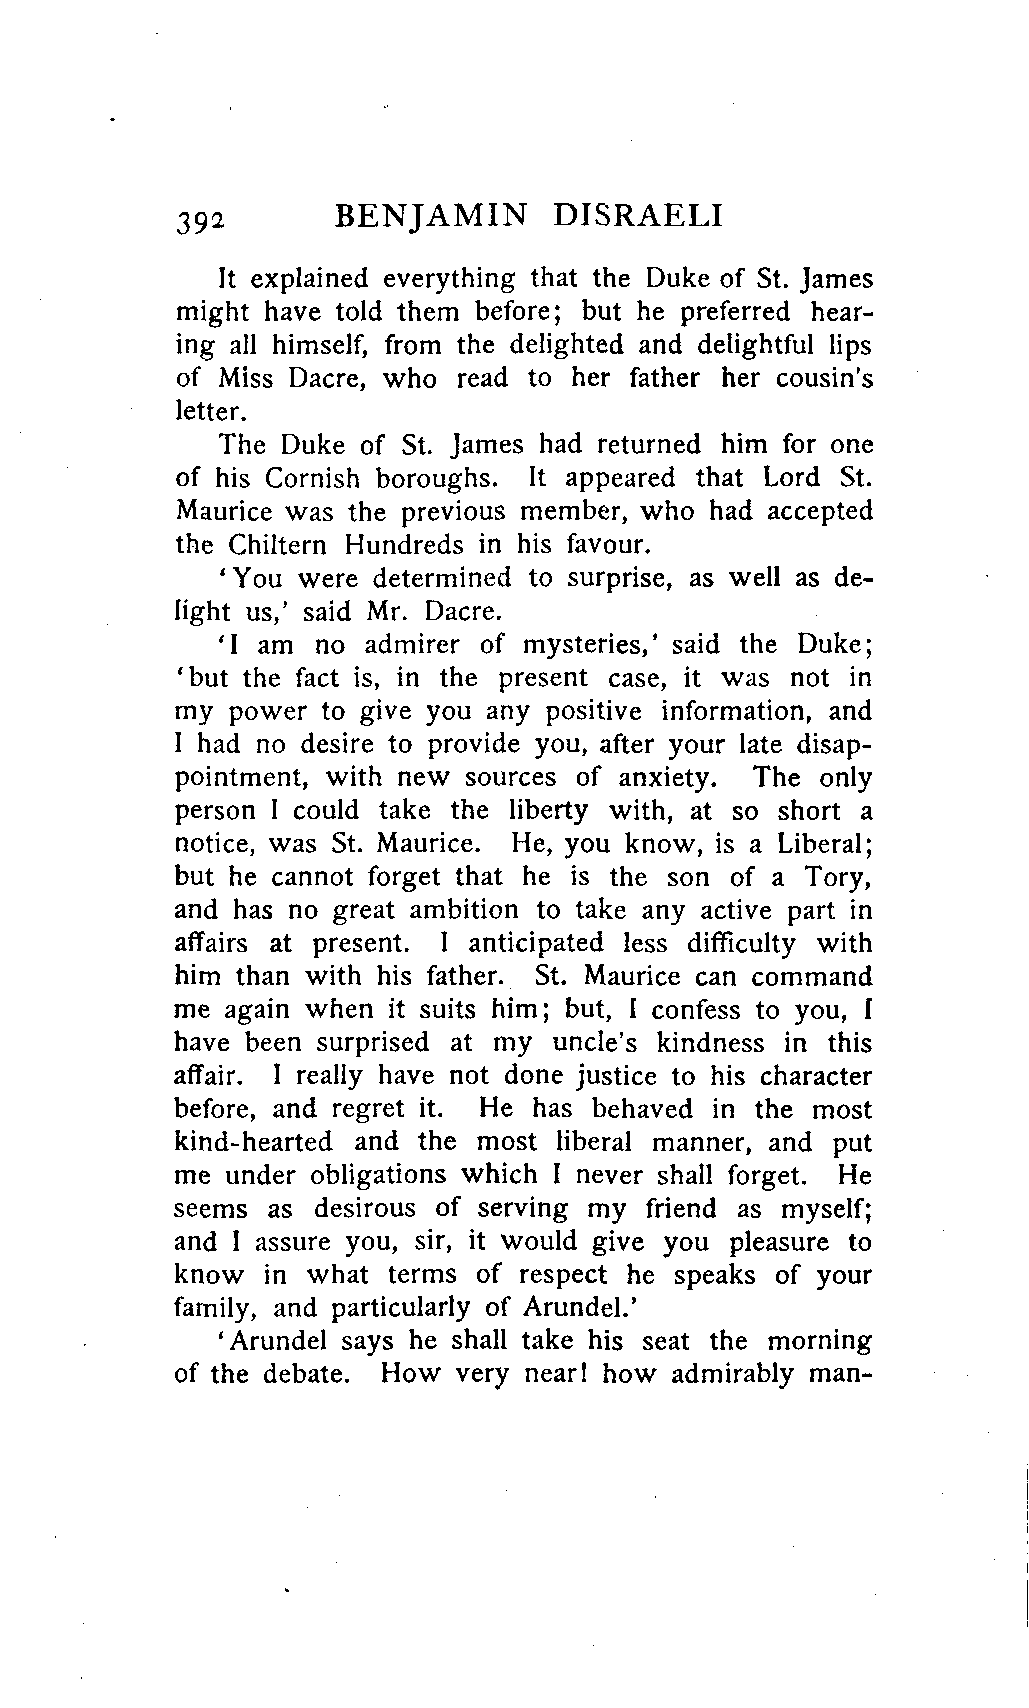 392 BENJAMIN DISRAELI
It explained everything that the Duke of St. James
might have told them before; but he preferred hear-
ing all himself, from the delighted and delightful lips
of Miss Dacre, who read to her father her cousin's
letter.
The Duke of St. James had returned him for one
of his Cornish boroughs. It appeared that Lord St.
Maurice was the previous member, who had accepted
the Chiltern Hundreds in his favour.
'You were determined to surprise, as well as de-
light us,' said Mr. Dacre.
'I am no admirer of mysteries,' said the Duke;
'but the fact is, in the present case, it was not in
my power to give you any positive information, and
I had no desire to provide you, after your late disap-
pointment, with new sources of anxiety. The only
person I could take the liberty with, at so short a
notice, was St. Maurice. He, you know, is a Liberal;
but he cannot forget that he is the son of a Tory,
and has no great ambition to take any active part in
affairs at present. I anticipated less difficulty with
him than with his father. St. Maurice can command
me again when it suits him; but, I confess to you, I
have been surprised at my uncle's kindness in this
affair. I really have not done justice to his character
before, and regret it. He has behaved in the most
kind-hearted and the most liberal manner, and put
me under obligations which I never shall forget. He
seems as desirous of serving my friend as myself;
and I assure you, sir, it would give you pleasure to
know in what terms of respect he speaks of your
family, and particularly of Arundel.'
'Arundel says he shall take his seat the morning
of the debate. How very near! how admirably man-